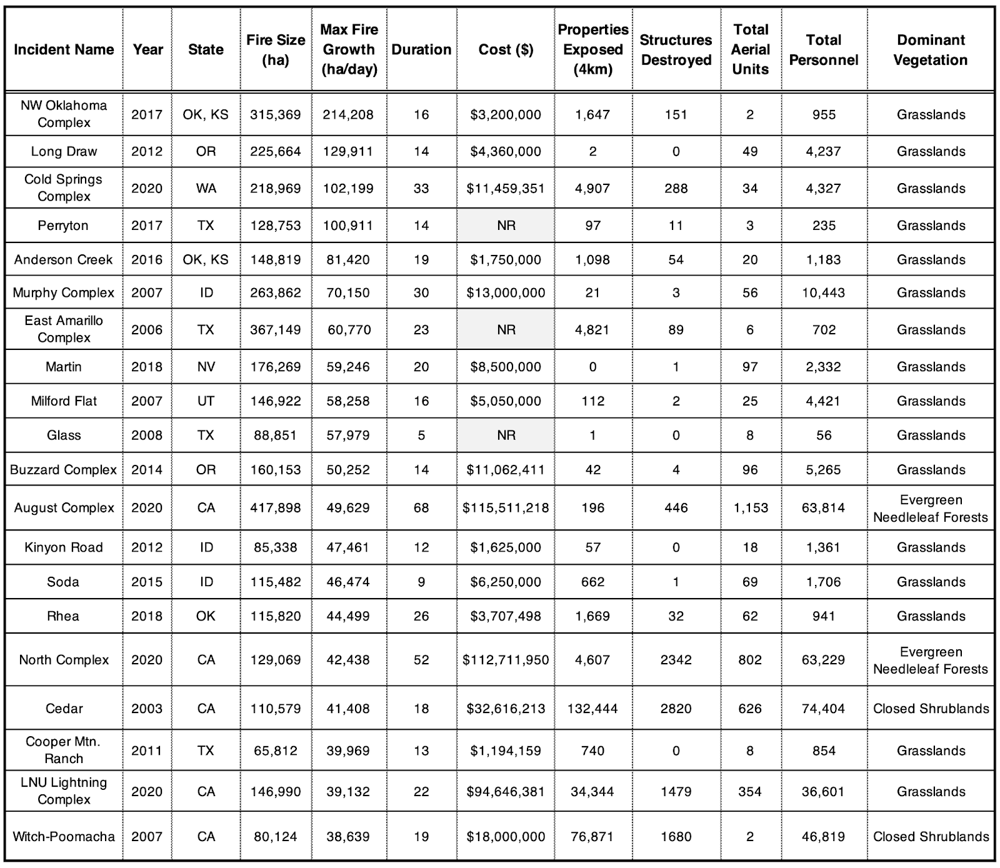 Incident Name Year State Fire Size (ha) Max Fire Growth (ha/day) Duration Cost ($) Properties Exposed (4km) Structures Destroyed Total Aerial Units Total Personnel Dominant Vegetation
NW Oklahoma Complex 2017 OK, KS 315,369 214,208 16 $3,200,000 1,647 151 2 955 Grasslands
Long Draw 2012 OR 225,664 129,911 14 $4,360,000 2 0 49 4,237 Grasslands
Cold Springs Complex 2020 WA 218,969 102,199 33 $11,459,351 4,907 288 34 4,327 Grasslands
Perryton 2017 TX 128,753 100,911 14 NR 97 11 3 235 Grasslands
Anderson Creek 2016 OK, KS 148,819 81,420 19 $1,750,000 1,098 54 20 1,183 Grasslands
Murphy Complex 2007 ID 263,862 70,150 30 $13,000,000 21 3 56 10,443 Grasslands
East Amarillo Complex 2006 TX 367,149 60,770 23 NR 4,821 89 6 702 Grasslands
Martin 2018 NV 176,269 59,246 20 $8,500,000 0 1 97 2,332 Grasslands
Milford Flat 2007 UT 146,922 58,258 16 $5,050,000 112 2 25 4,421 Grasslands
Glass 2008 TX 88,851 57,979 5 NR 1 0 8 56 Grasslands
Buzzard Complex 2014 OR 160,153 50,252 14 $11,062,411 42 4 96 5,265 Grasslands
August Complex 2020 CA 417,898 49,629 68 $115,511,218 196 446 1,153 63,814 Evergreen Needleleaf Forests
Kinyon Road 2012 ID 85,338 47,461 12 $1,625,000 57 0 18 1,361 Grasslands
Soda 2015 ID 115,482 46,474 9 $6,250,000 662 1 69 1,706 Grasslands
Rhea 2018 OK 115,820 44,499 26 $3,707,498 1,669 32 62 941 Grasslands
North Complex 2020 CA 129,069 42,438 52 $112,711,950 4,607 2342 802 63,229 Evergreen Needleleaf Forests
Cedar 2003 CA 110,579 41,408 18 $32,616,213 132,444 2820 626 74,404 Closed Shrublands
Cooper Mtn. Ranch 2011 TX 65,812 39,969 13 $1,194,159 740 0 8 854 Grasslands
LNU Lightning Complex 2020 CA 146,990 39,132 22 $94,646,381 34,344 1479 354 36,601 Grasslands
Witch-Poomacha 2007 CA 80,124 38,639 19 $18,000,000 76,871 1680 2 46,819 Closed Shrublands